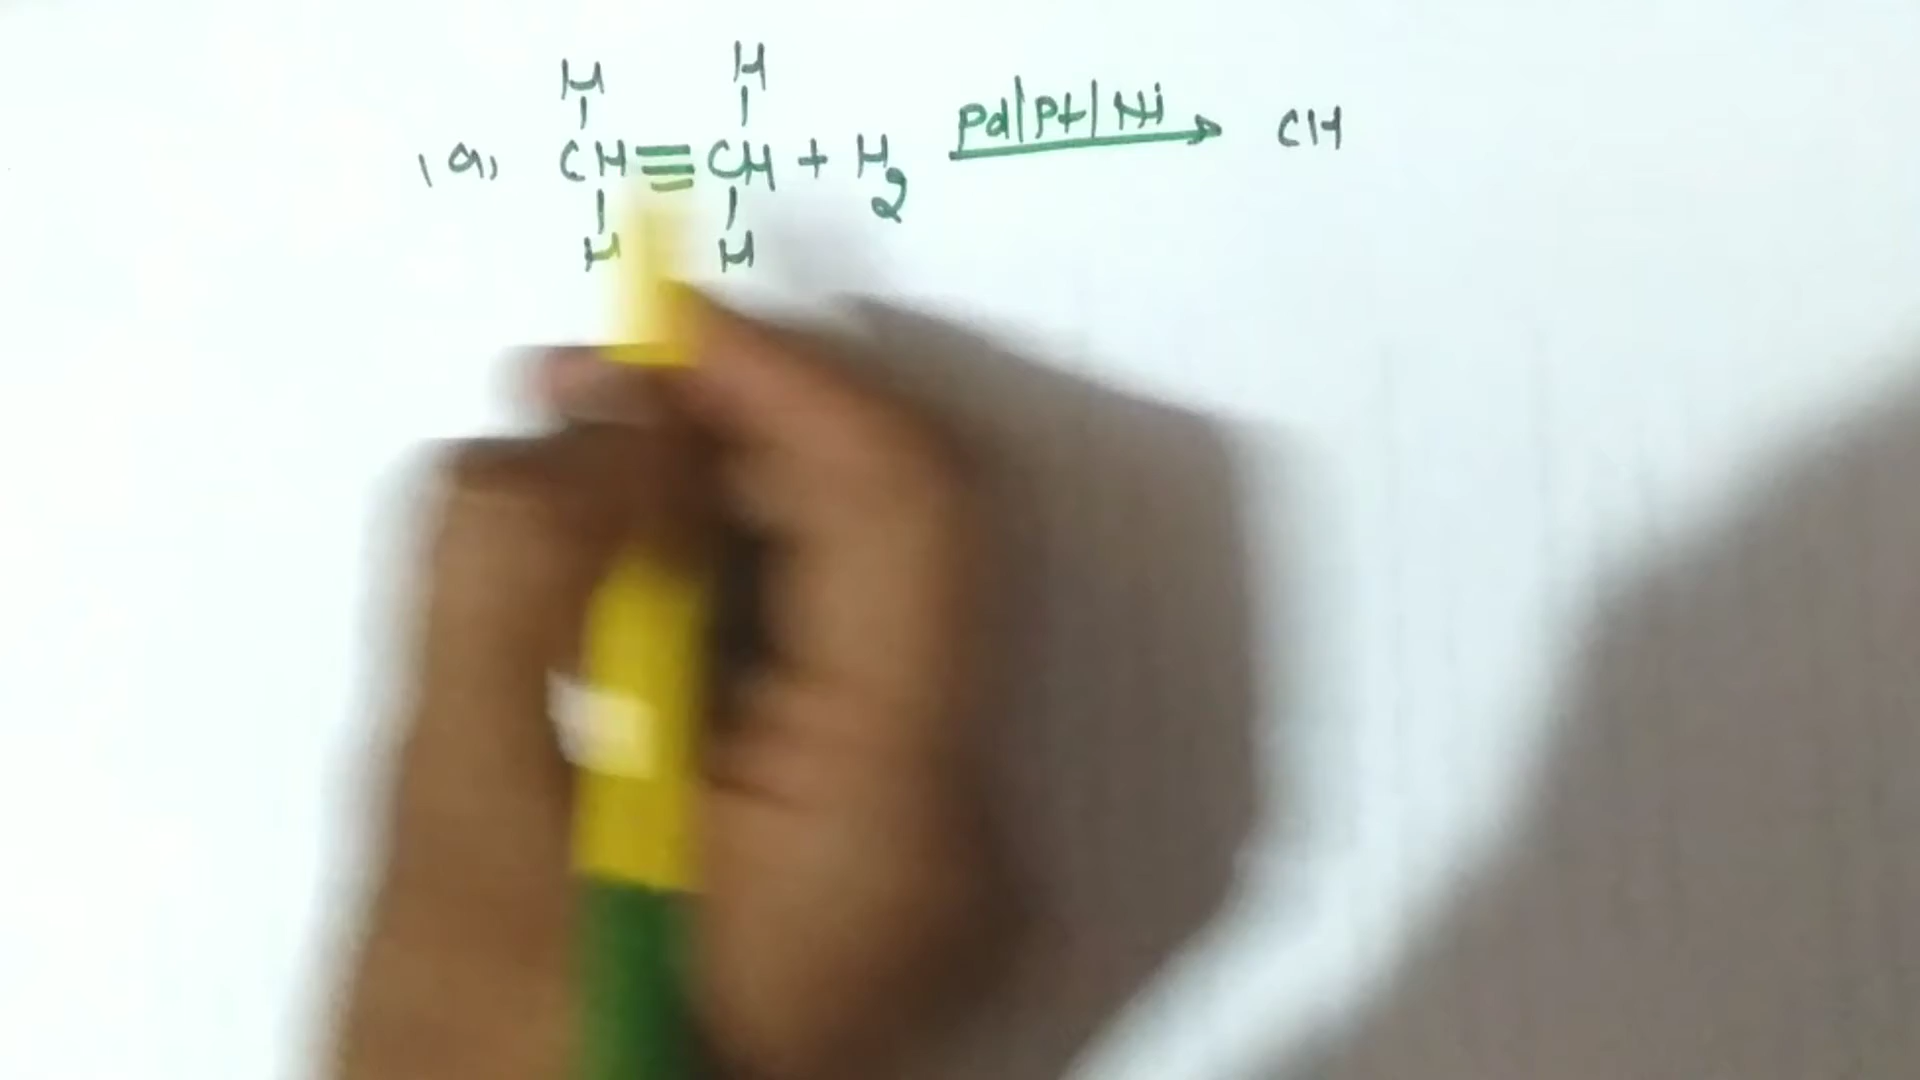 H H
(a) CH≡CH + H2 Pd|Pt|Ni → CH
H H